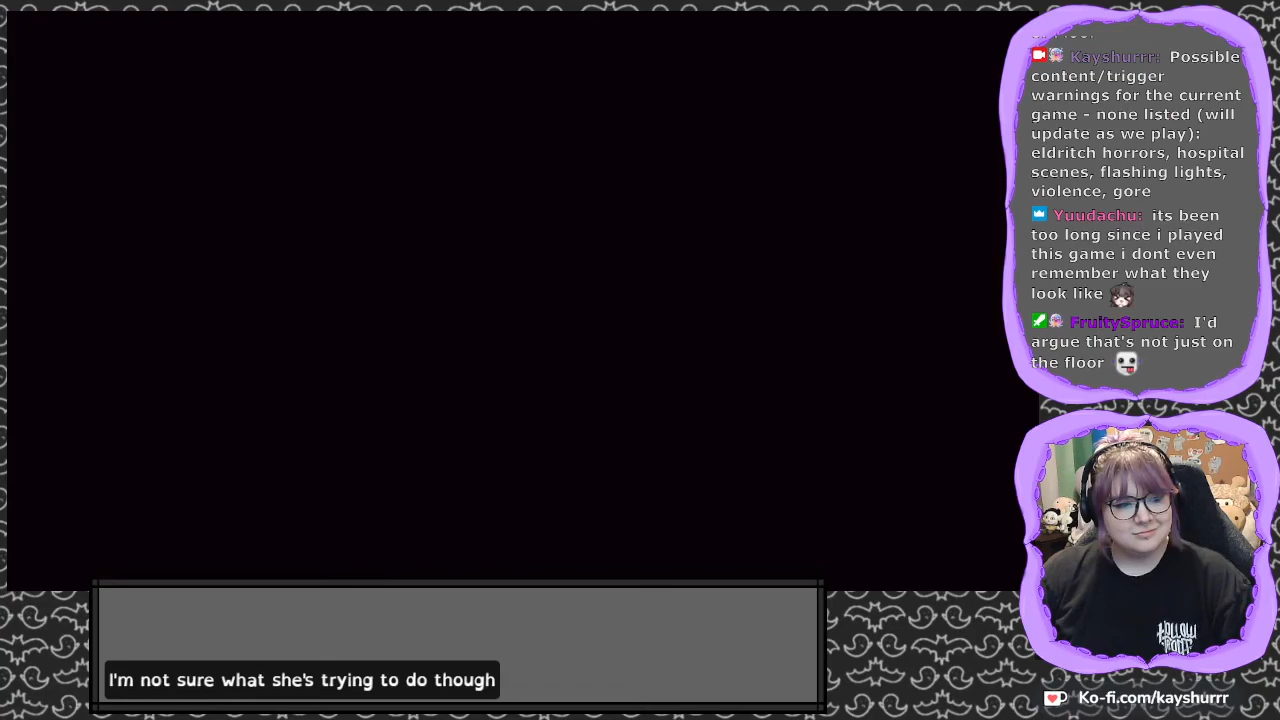 Kayshurrr: Possible
content/trigger
warnings for the current
game - none listed (will
update as we play):
eldritch horrors, hospital
scenes, flashing lights,
violence, gore
Yuudachu: its been
too long since i played
this game i dont even
remember what they
look like
FruitySpruce: I'd
argue that's not just on
the floor
HOLLOW
I'm not sure what she's trying to do though
Ko-fi.com/kayshurrr